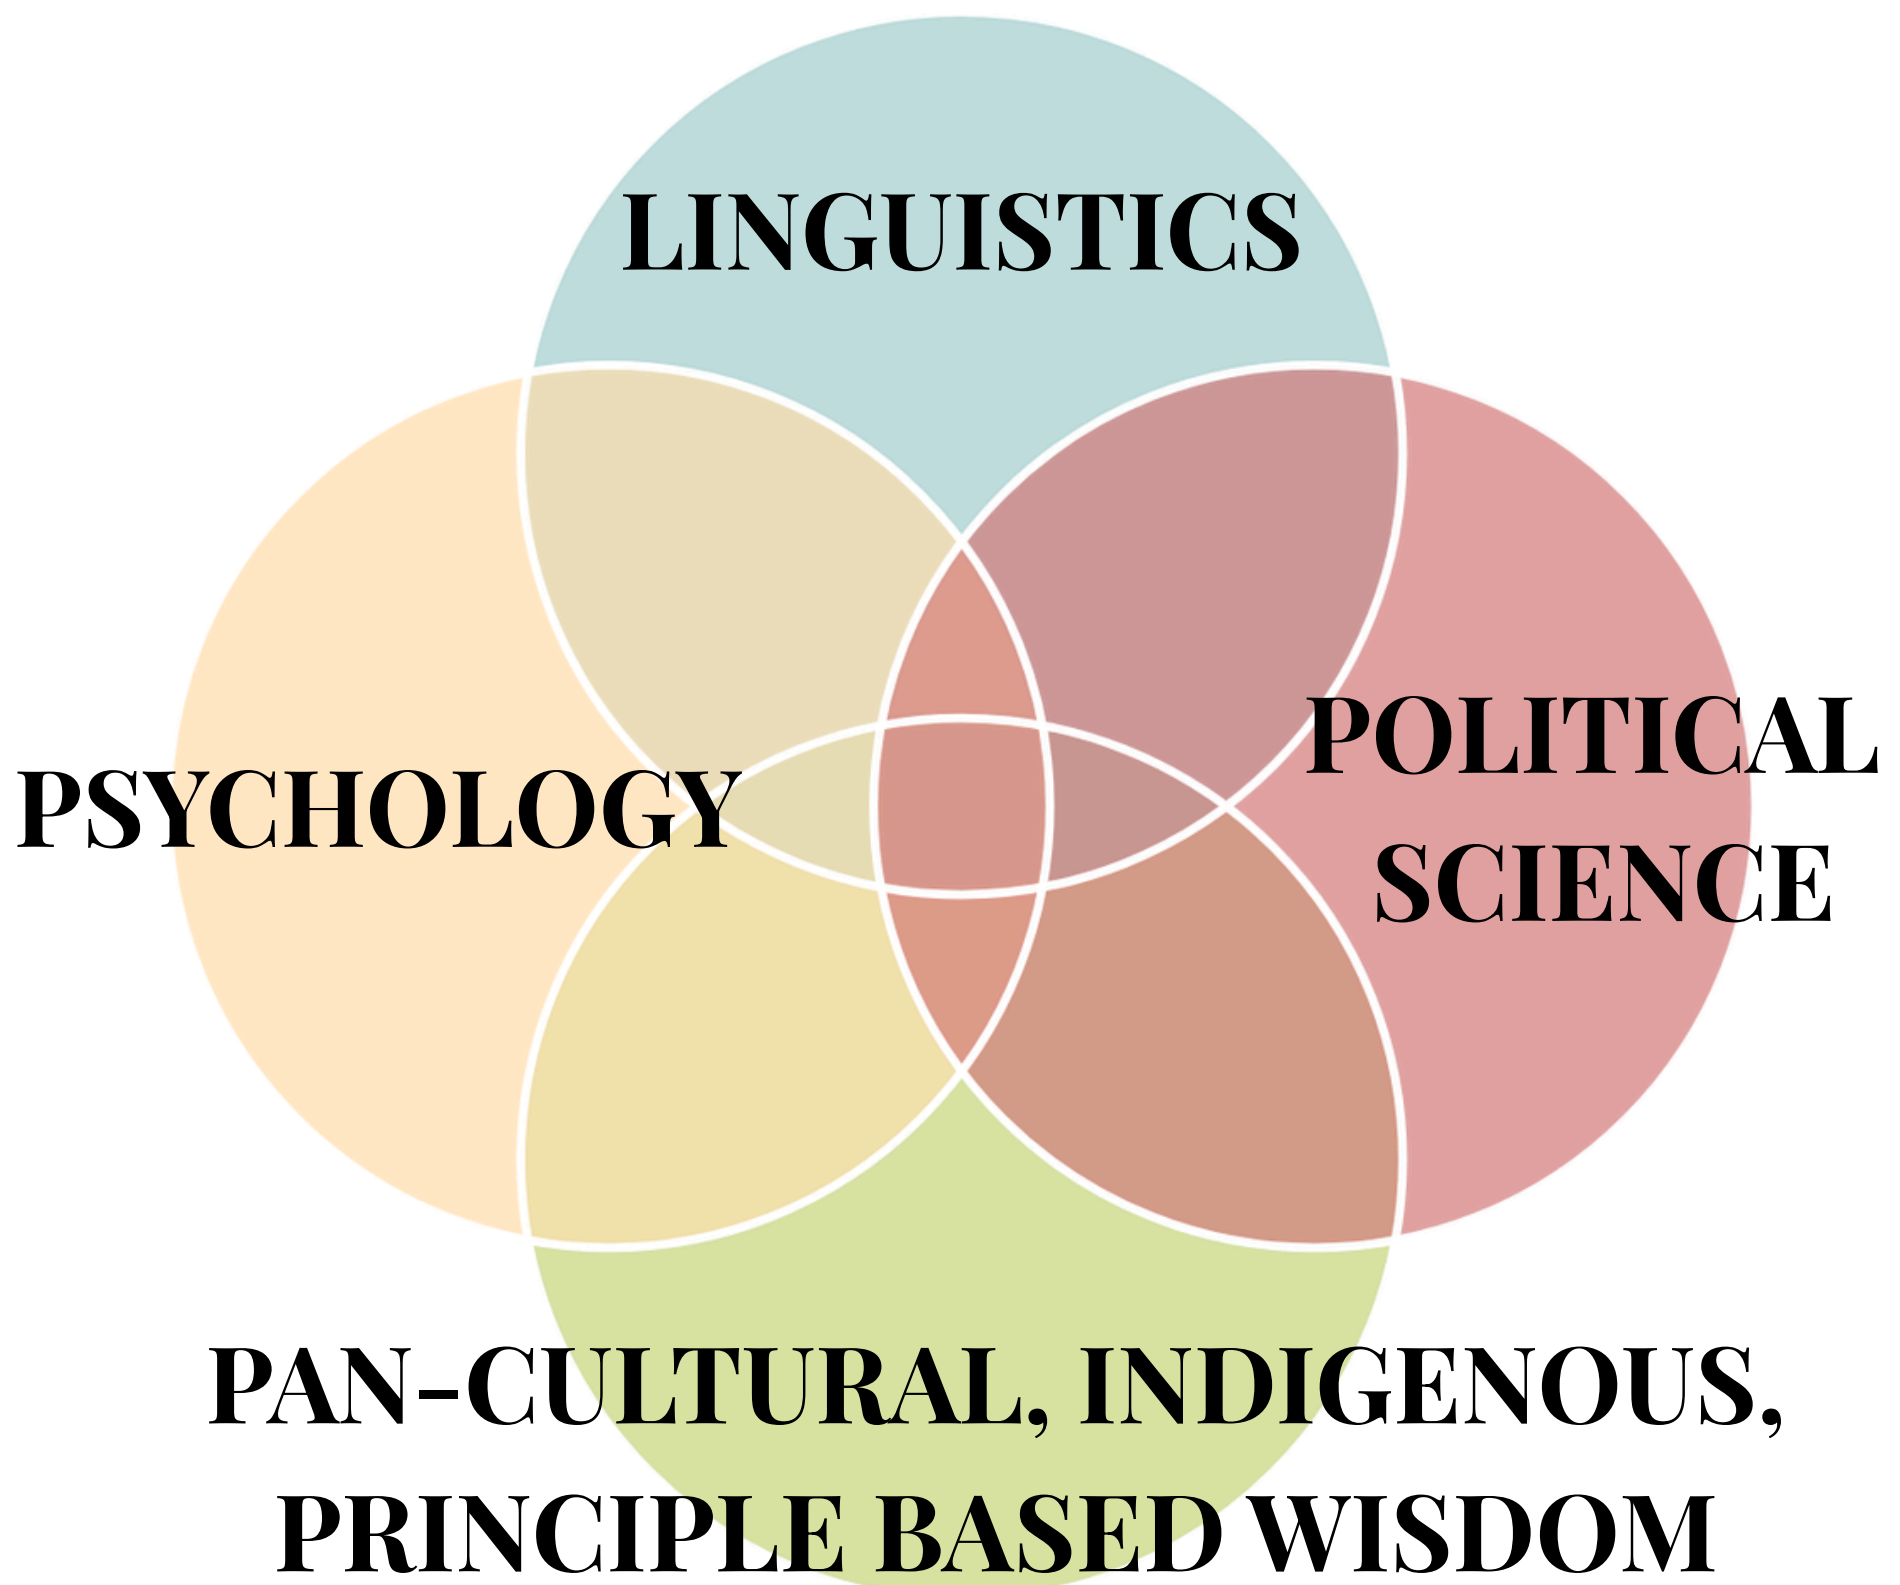 LINGUISTICS
PSYCHOLOGY
POLITICAL
SCIENCE
PAN-CULTURAL, INDIGENOUS,
PRINCIPLE BASED WISDOM